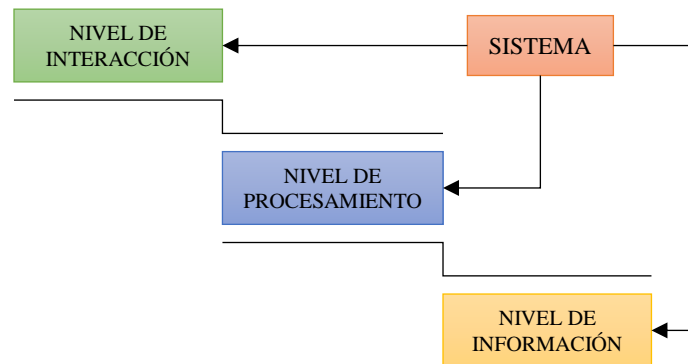 NIVEL DE
INTERACCIÓN
SISTEMA
NIVEL DE
PROCESAMIENTO
NIVEL DE
INFORMACIÓN